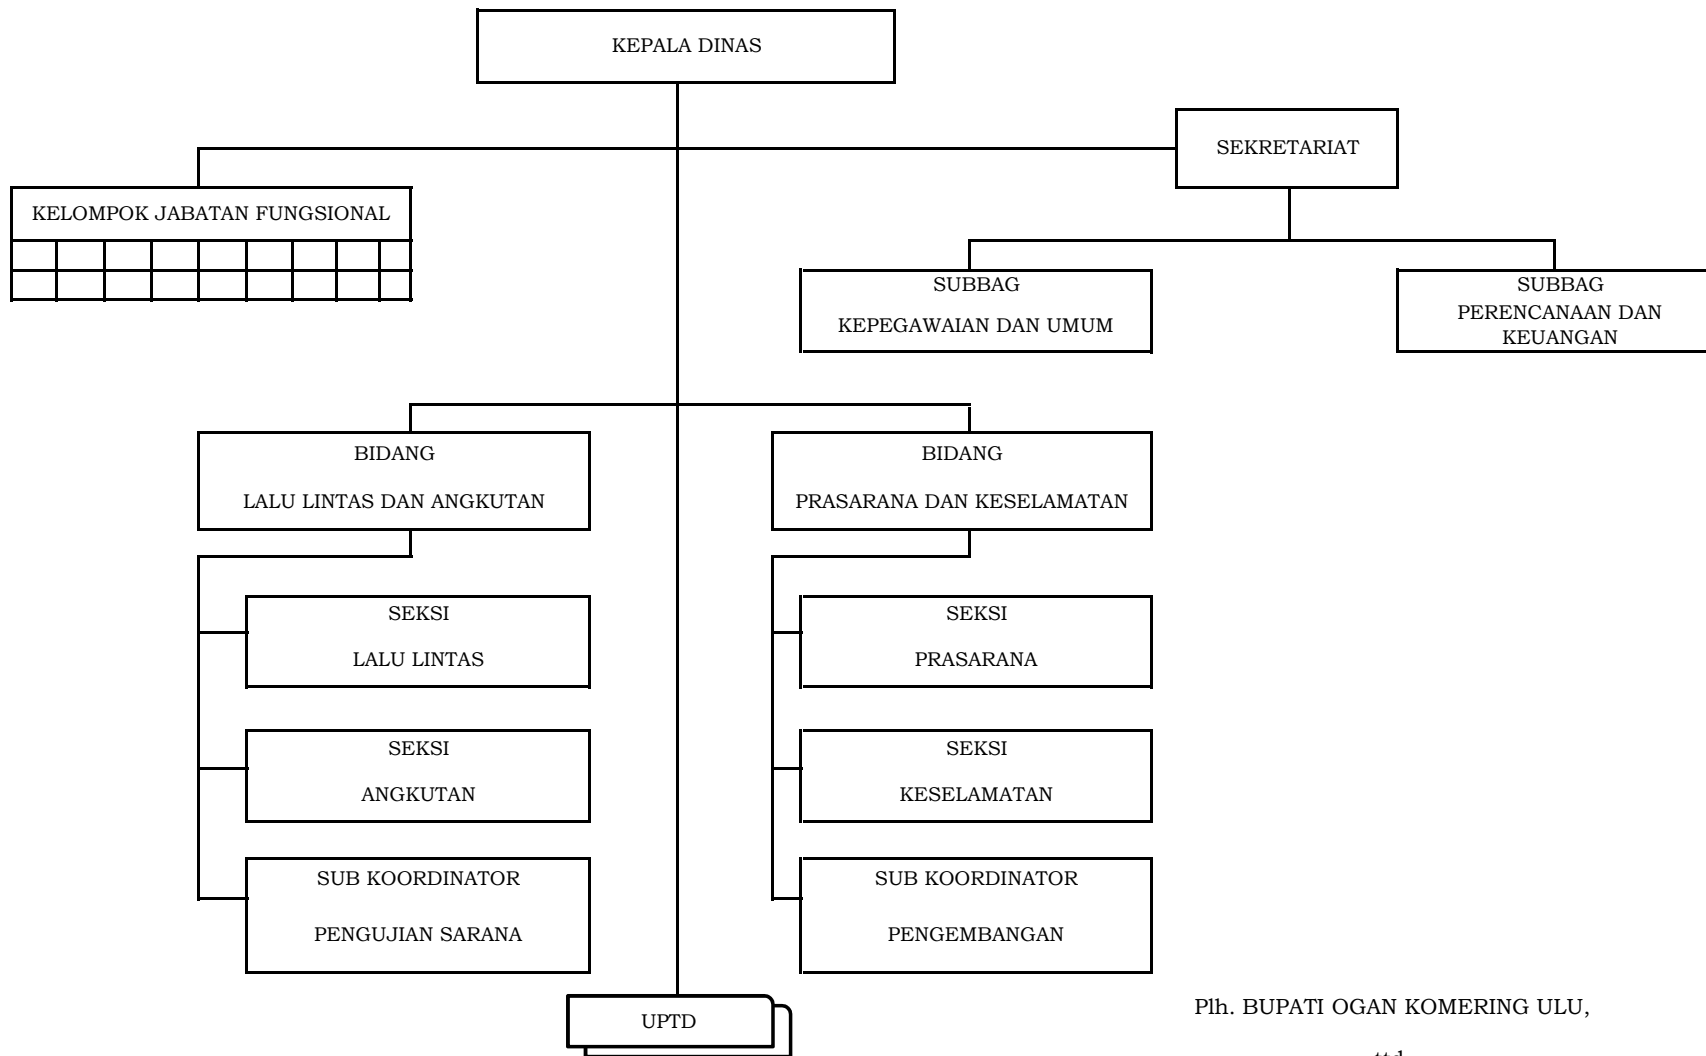 KEPALA DINAS
SEKRETARIAT
KELOMPOK JABATAN FUNGSIONAL
SUBBAG
KEPEGAWAIAN DAN UMUM
SUBBAG
PERENCANAAN DAN
KEUANGAN
BIDANG
LALU LINTAS DAN ANGKUTAN
BIDANG
PRASARANA DAN KESELAMATAN
SEKSI
LALU LINTAS
SEKSI
PRASARANA
SEKSI
ANGKUTAN
SEKSI
KESELAMATAN
SUB KOORDINATOR
PENGUJIAN SARANA
SUB KOORDINATOR
PENGEMBANGAN
UPTD
Plh. BUPATI OGAN KOMERING ULU,